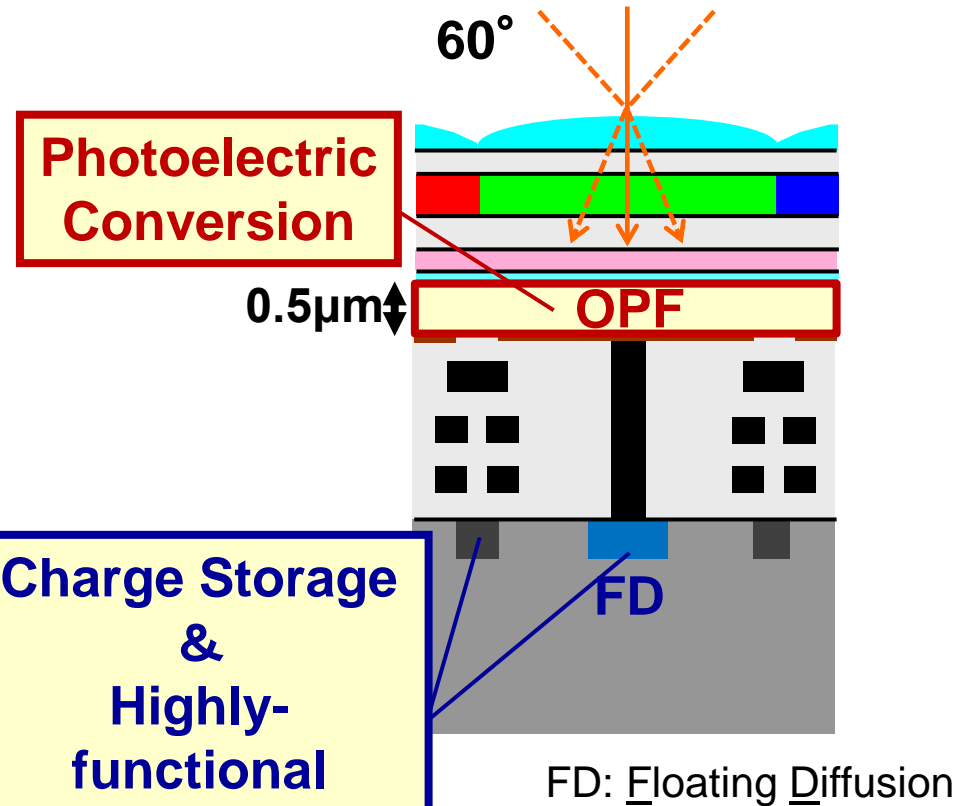 60°
Photoelectric
Conversion
0.5µm
OPF
Charge Storage
&
Highly-
functional
FD
FD: Floating Diffusion